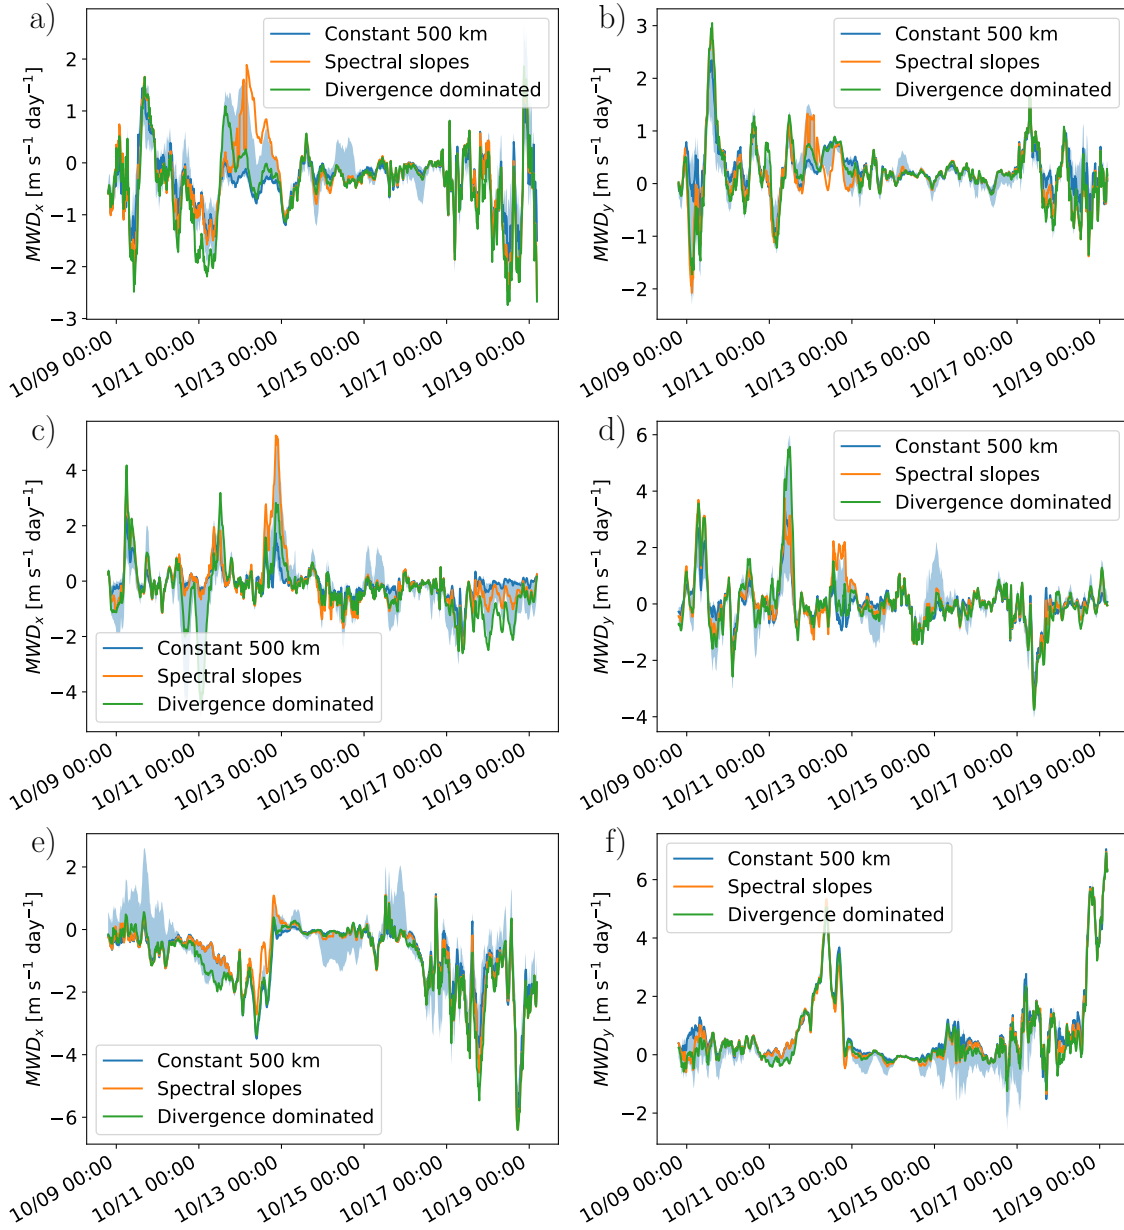 a)
Constant 500 km
Spectral slopes
Divergence dominated
2
1
0
−1
−2
−3
MWDₓ [m s⁻¹ day⁻¹]
10/09 00:00
10/11 00:00
10/13 00:00
10/15 00:00
10/17 00:00
10/19 00:00
b)
Constant 500 km
Spectral slopes
Divergence dominated
3
2
1
0
−1
−2
MWD_y [m s⁻¹ day⁻¹]
10/09 00:00
10/11 00:00
10/13 00:00
10/15 00:00
10/17 00:00
10/19 00:00
c)
4
2
0
−2
−4
MWDₓ [m s⁻¹ day⁻¹]
Constant 500 km
Spectral slopes
Divergence dominated
10/09 00:00
10/11 00:00
10/13 00:00
10/15 00:00
10/17 00:00
10/19 00:00
d)
Constant 500 km
Spectral slopes
Divergence dominated
6
4
2
0
−2
−4
MWD_y [m s⁻¹ day⁻¹]
10/09 00:00
10/11 00:00
10/13 00:00
10/15 00:00
10/17 00:00
10/19 00:00
e)
2
0
−2
−4
−6
MWDₓ [m s⁻¹ day⁻¹]
Constant 500 km
Spectral slopes
Divergence dominated
10/09 00:00
10/11 00:00
10/13 00:00
10/15 00:00
10/17 00:00
10/19 00:00
f)
Constant 500 km
Spectral slopes
Divergence dominated
6
4
2
0
−2
MWD_y [m s⁻¹ day⁻¹]
10/09 00:00
10/11 00:00
10/13 00:00
10/15 00:00
10/17 00:00
10/19 00:00